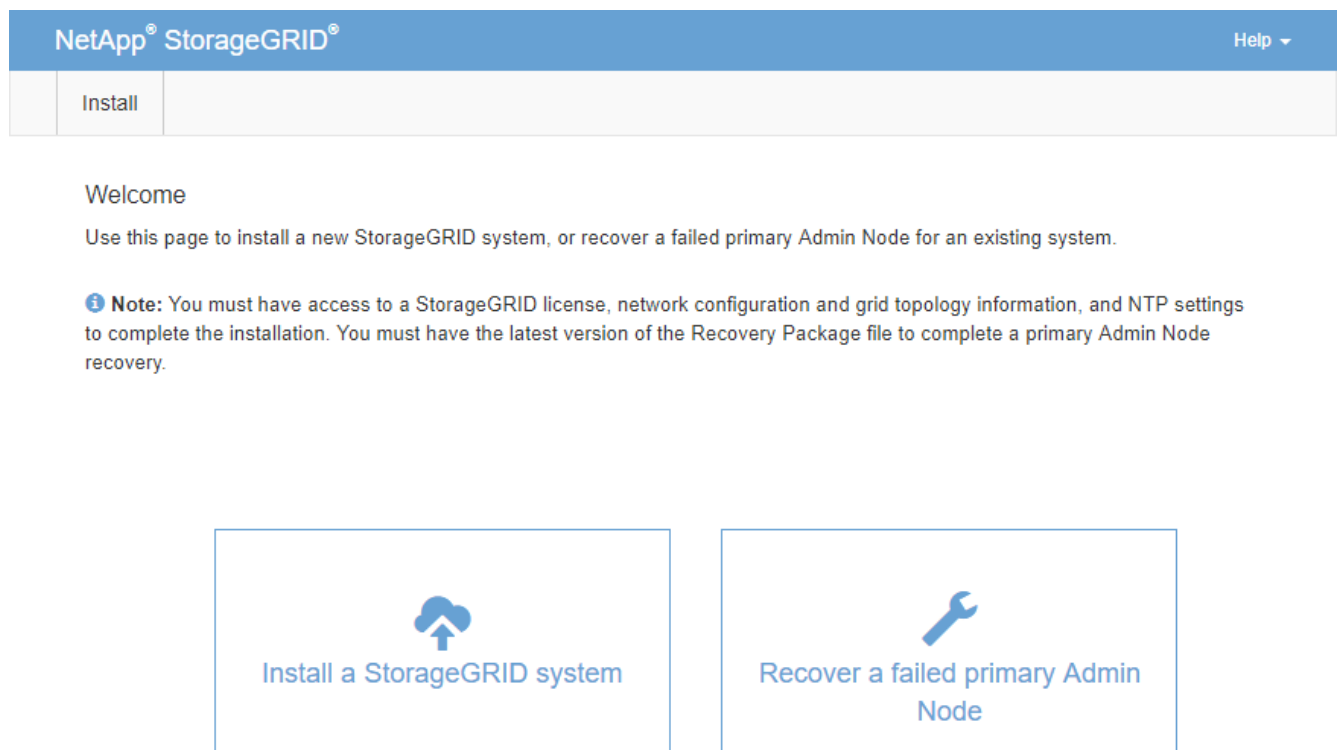 NetApp® StorageGRID®
Help
Install
Welcome
Use this page to install a new StorageGRID system, or recover a failed primary Admin Node for an existing system.
Note: You must have access to a StorageGRID license, network configuration and grid topology information, and NTP settings
to complete the installation. You must have the latest version of the Recovery Package file to complete a primary Admin Node
recovery.
Install a StorageGRID system
Recover a failed primary Admin
Node